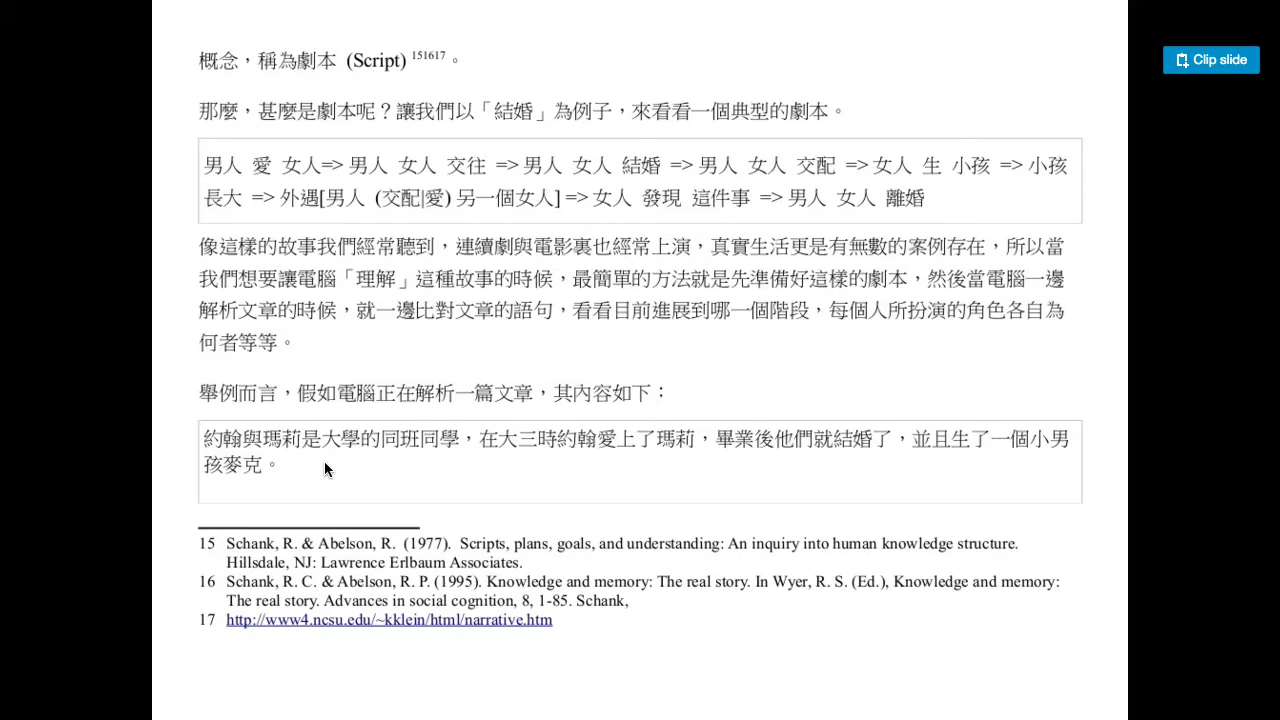 Clip slide
概念，稱為劇本 (Script) 151617 。
那麼，甚麼是劇本呢？讓我們以「結婚」為例子，來看看一個典型的劇本。
男人 愛 女人=> 男人 女人 交往 => 男人 女人 結婚 => 男人 女人 交配 => 女人 生 小孩 => 小孩
長大 => 外遇[男人 (交配|愛) 另一個女人] => 女人 發現 這件事 => 男人 女人 離婚
像這樣的故事我們經常聽到，連續劇與電影裏也經常上演，真實生活更是有無數的案例存在，所以當
我們想要讓電腦「理解」這種故事的時候，最簡單的方法就是先準備好這樣的劇本，然後當電腦一邊
解析文章的時候，就一邊比對文章的語句，看看目前進展到哪一個階段，每個人所扮演的角色各自為
何者等等。
舉例而言，假如電腦正在解析一篇文章，其內容如下：
約翰與瑪莉是大學的同班同學，在大三時約翰愛上了瑪莉，畢業後他們就結婚了，並且生了一個小男
孩麥克。
15 Schank, R. & Abelson, R. (1977). Scripts, plans, goals, and understanding: An inquiry into human knowledge structure.
Hillsdale, NJ: Lawrence Erlbaum Associates.
16 Schank, R. C. & Abelson, R. P. (1995). Knowledge and memory: The real story. In Wyer, R. S. (Ed.), Knowledge and memory:
The real story. Advances in social cognition, 8, 1-85. Schank,
17 http://www4.ncsu.edu/~kklein/html/narrative.htm